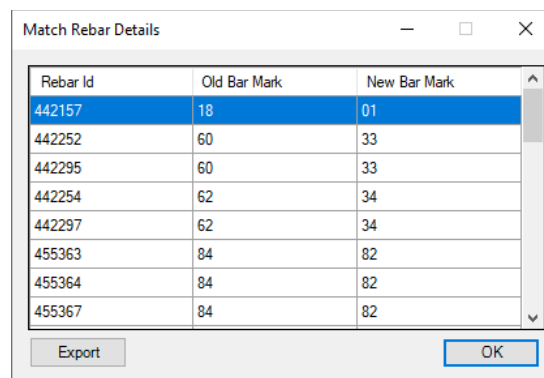 Match Rebar Details
Rebar Id Old Bar Mark New Bar Mark
442157 18 01
442252 60 33
442295 60 33
442254 62 34
442297 62 34
455363 84 82
455364 84 82
455367 84 82
Export OK